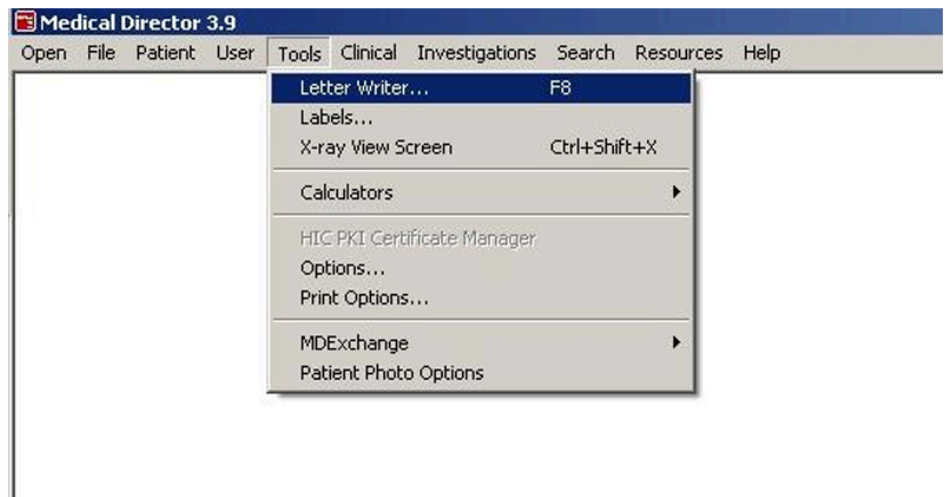 Medical Director 3.9
Open File Patient User Tools Clinical Investigations Search Resources Help
Letter Writer... F8
Labels...
X-ray View Screen Ctrl+Shift+X
Calculators
HIC PKI Certificate Manager
Options...
Print Options...
MDExchange
Patient Photo Options